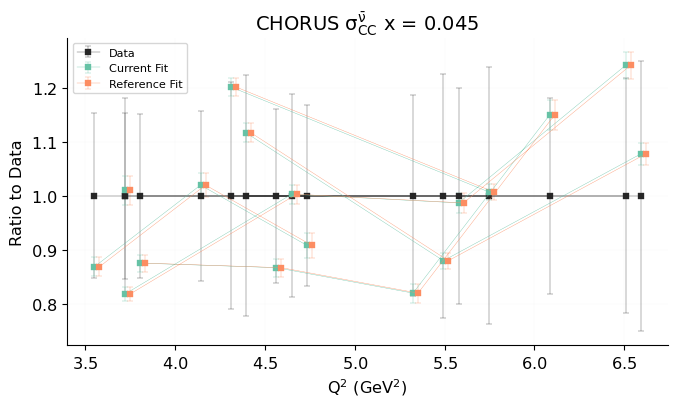 CHORUS σ^ν̄_CC x = 0.045
Data
Current Fit
Reference Fit
Ratio to Data
1.2
1.1
1.0
0.9
0.8
3.5 4.0 4.5 5.0 5.5 6.0 6.5
Q² (GeV²)